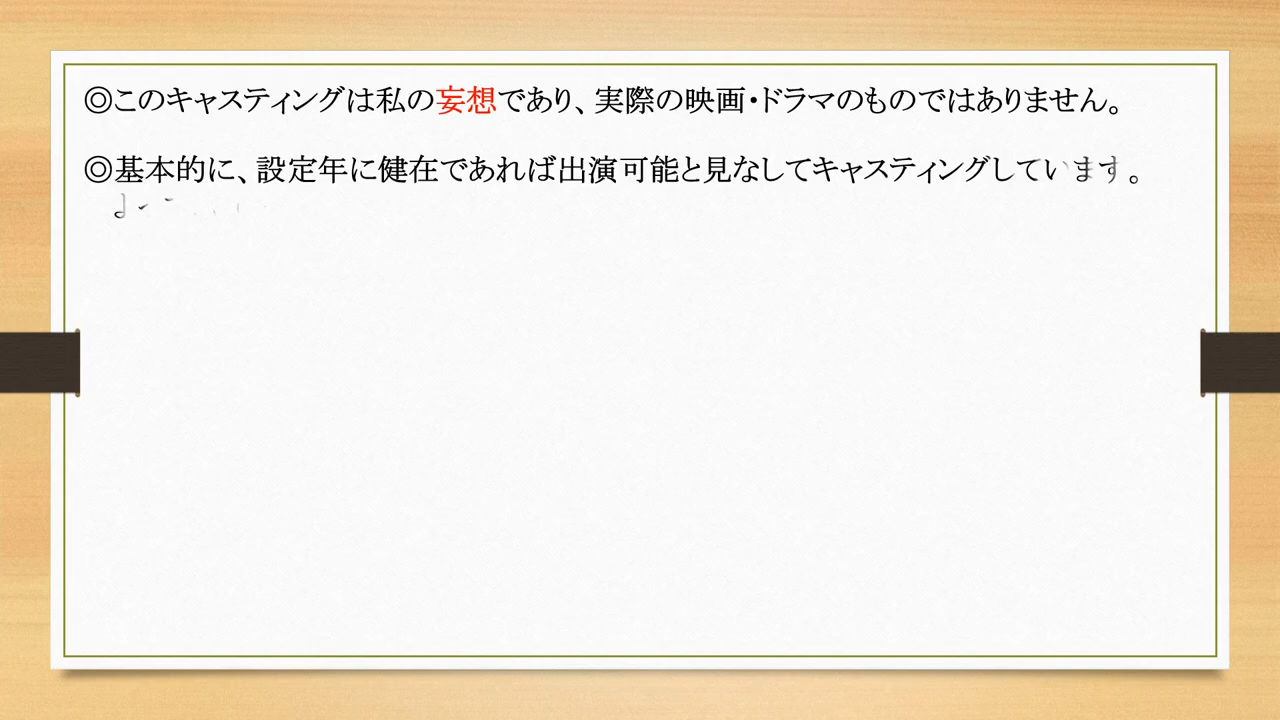 ◎このキャスティングは私の妄想であり、実際の映画・ドラマのものではありません。
◎基本的に、設定年に健在であれば出演可能と見なしてキャスティングしています。